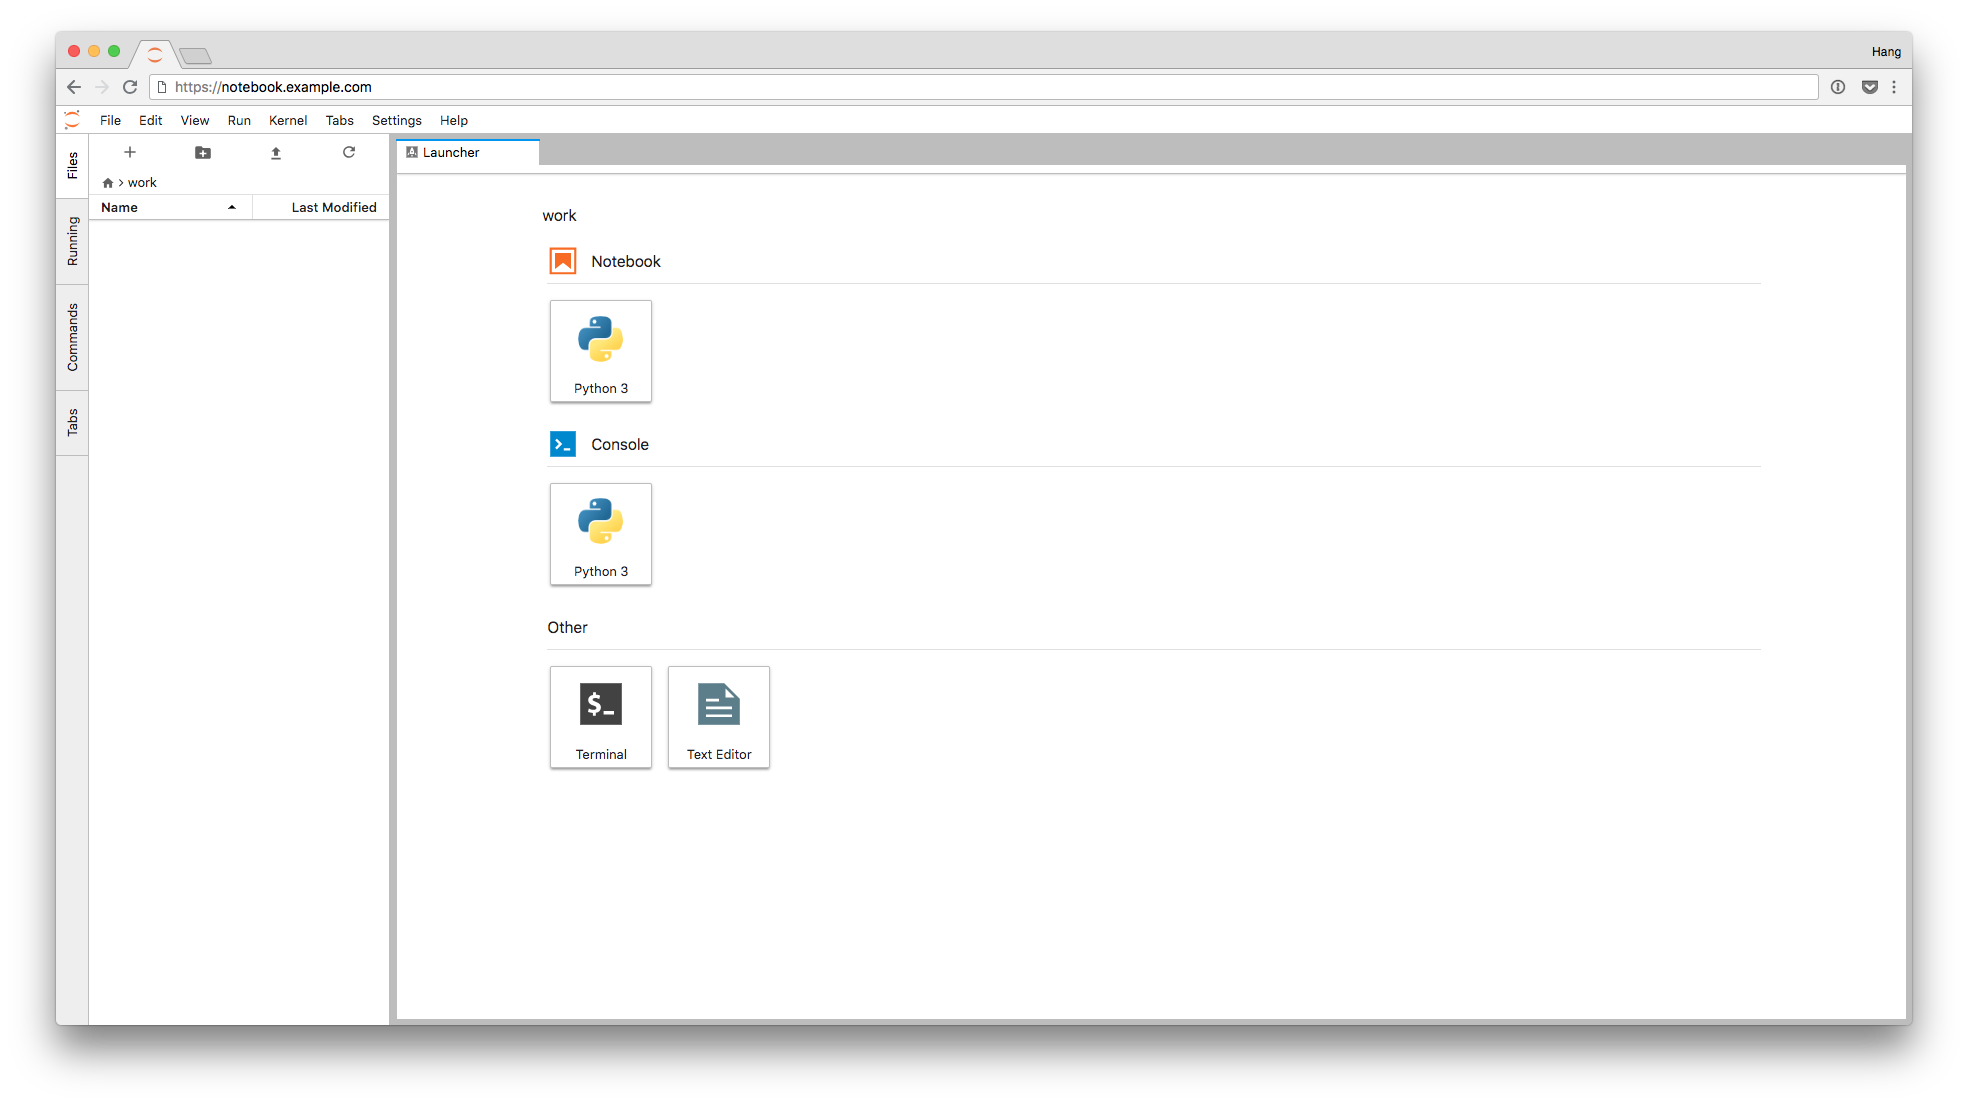 Hang
https://notebook.example.com
File Edit View Run Kernel Tabs Settings Help
Files
Running
Commands
Tabs
work
Name Last Modified
Launcher
work
Notebook
Python 3
Console
Python 3
Other
$_
Terminal Text Editor